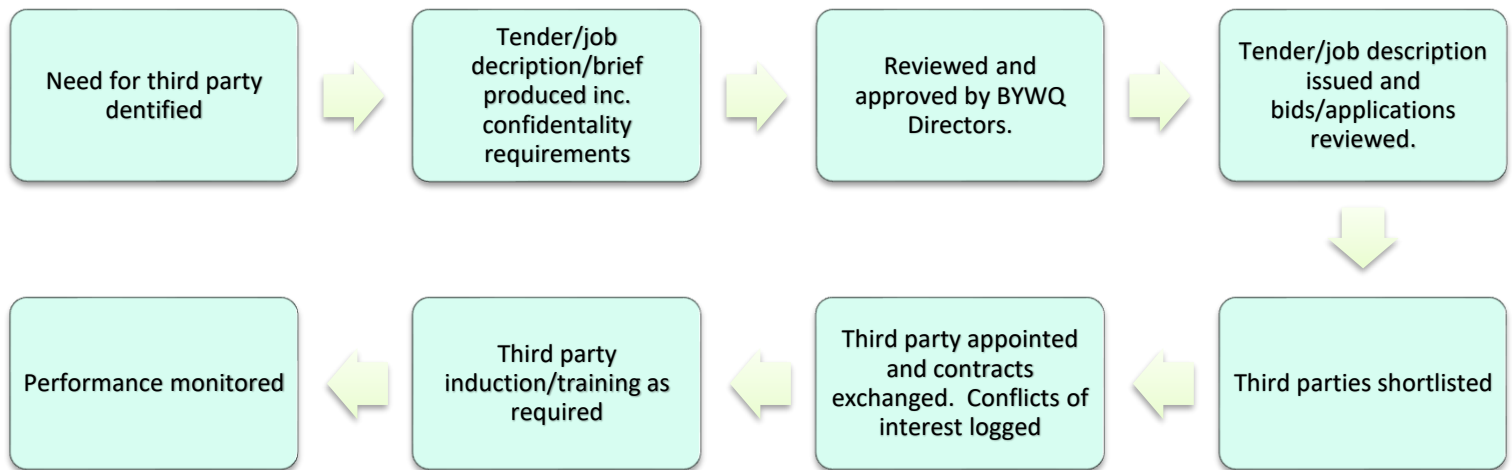 Need for third party
dentified
Tender/job
decription/brief
produced inc.
confidentality
requirements
Reviewed and
approved by BYWQ
Directors.
Tender/job description
issued and
bids/applications
reviewed.
Third parties shortlisted
Third party appointed
and contracts
exchanged.  Conflicts of
interest logged
Third party
induction/training as
required
Performance monitored